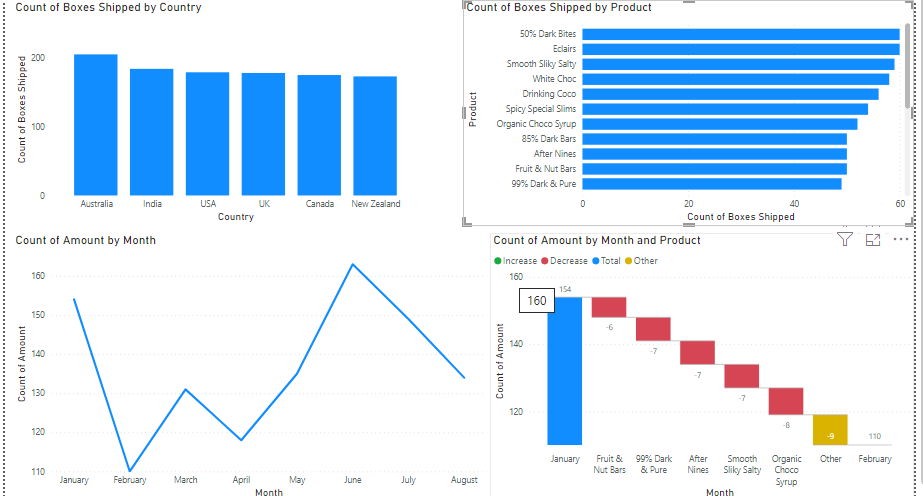 Count of Boxes Shipped by Country
Count of Boxes Shipped
200
100
0
Australia India USA UK Canada New Zealand
Country
Count of Boxes Shipped by Product
Product
50% Dark Bites
Eclairs
Smooth Sliky Salty
White Choc
Drinking Coco
Spicy Special Slims
Organic Choco Syrup
85% Dark Bars
After Nines
Fruit & Nut Bars
99% Dark & Pure
0 20 40 60
Count of Boxes Shipped
Count of Amount by Month
Count of Amount
160
150
140
130
120
110
January February March April May June July August
Month
Count of Amount by Month and Product
Increase Decrease Total Other
Count of Amount
160
140
120
160
154
-6
-7
-7
-7
-8
-9
110
January
Fruit &
Nut Bars
99% Dark
& Pure
After
Nines
Smooth
Sliky Salty
Organic
Choco
Syrup
Other
February
Month